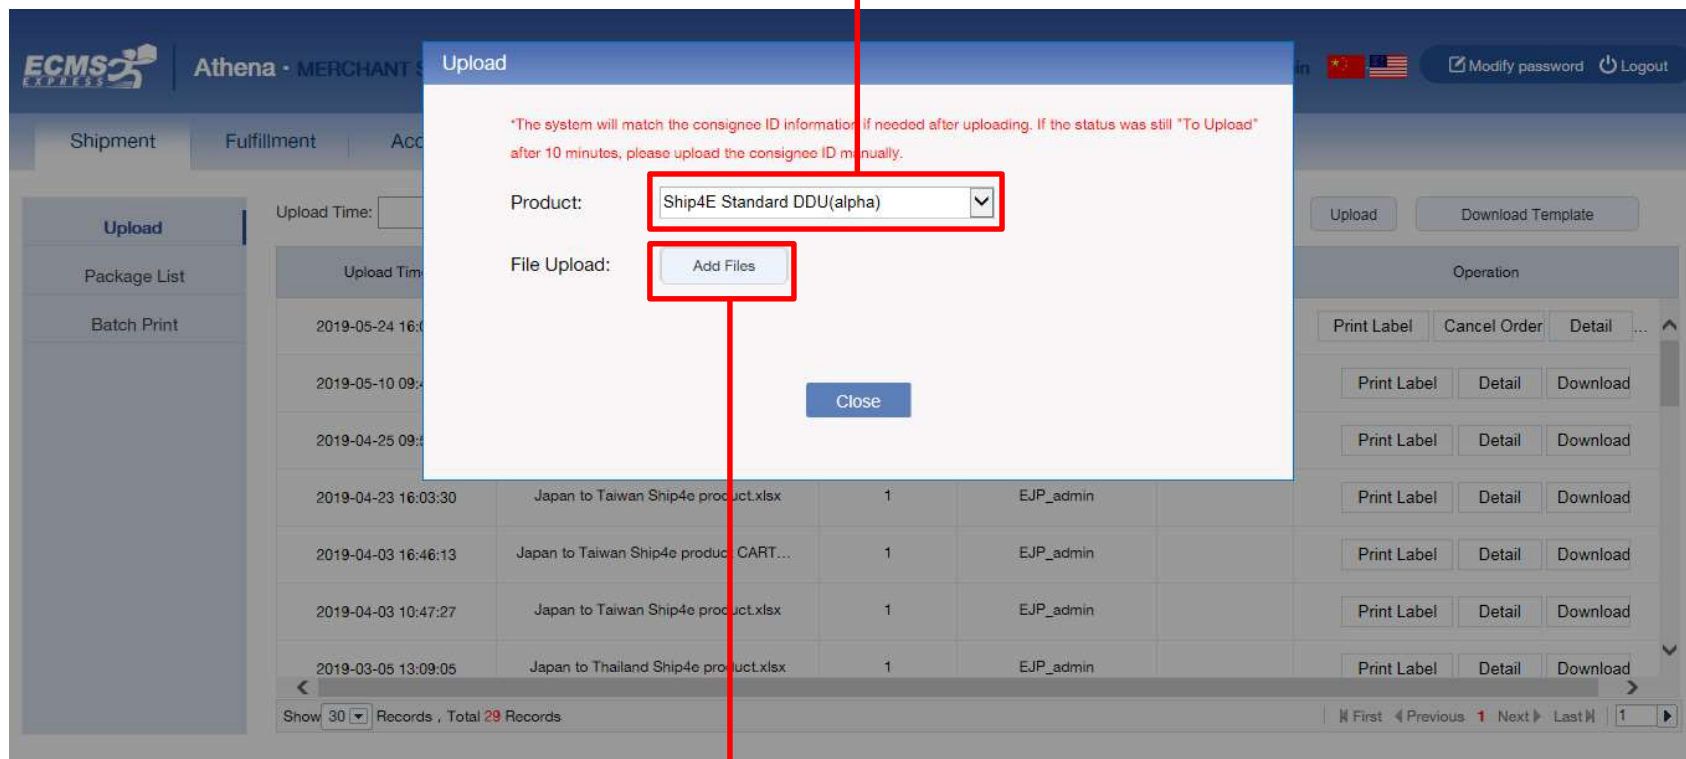 ECMS
EXPRESS
Athena · MERCHANT
Upload
Modify password Logout
*The system will match the consignee ID information if needed after uploading. If the status was still "To Upload"
after 10 minutes, please upload the consignee ID manually.
Shipment Fulfillment
Product: Ship4E Standard DDU(alpha)
Upload Time: Upload Download Template
Upload
File Upload: Add Files
Package List
Upload Operation
Batch Print
2019-05-24 Print Label Cancel Order Detail ...
2019-05-10 Print Label Detail Download
Close
2019-04-25 Print Label Detail Download
2019-04-23 16:03:30 Japan to Taiwan Ship4e product.xlsx 1 EJP_admin Print Label Detail Download
2019-04-03 16:46:13 Japan to Taiwan Ship4e product CART... 1 EJP_admin Print Label Detail Download
2019-04-03 10:47:27 Japan to Taiwan Ship4e product.xlsx 1 EJP_admin Print Label Detail Download
2019-03-05 13:09:05 Japan to Thailand Ship4e product.xlsx 1 EJP_admin Print Label Detail Download
Show 30 Records , Total 29 Records First Previous 1 Next Last 1